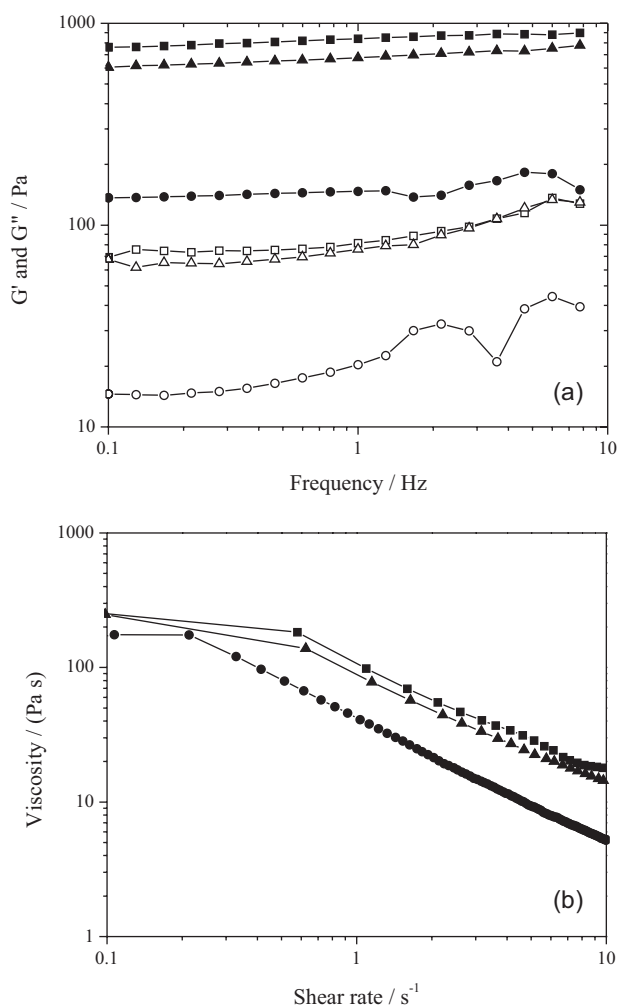 1000
100
10
G' and G" / Pa
(a)
0.1 1 10
Frequency / Hz
1000
100
10
1
Viscosity / (Pa s)
(b)
0.1 1 10
Shear rate / s⁻¹